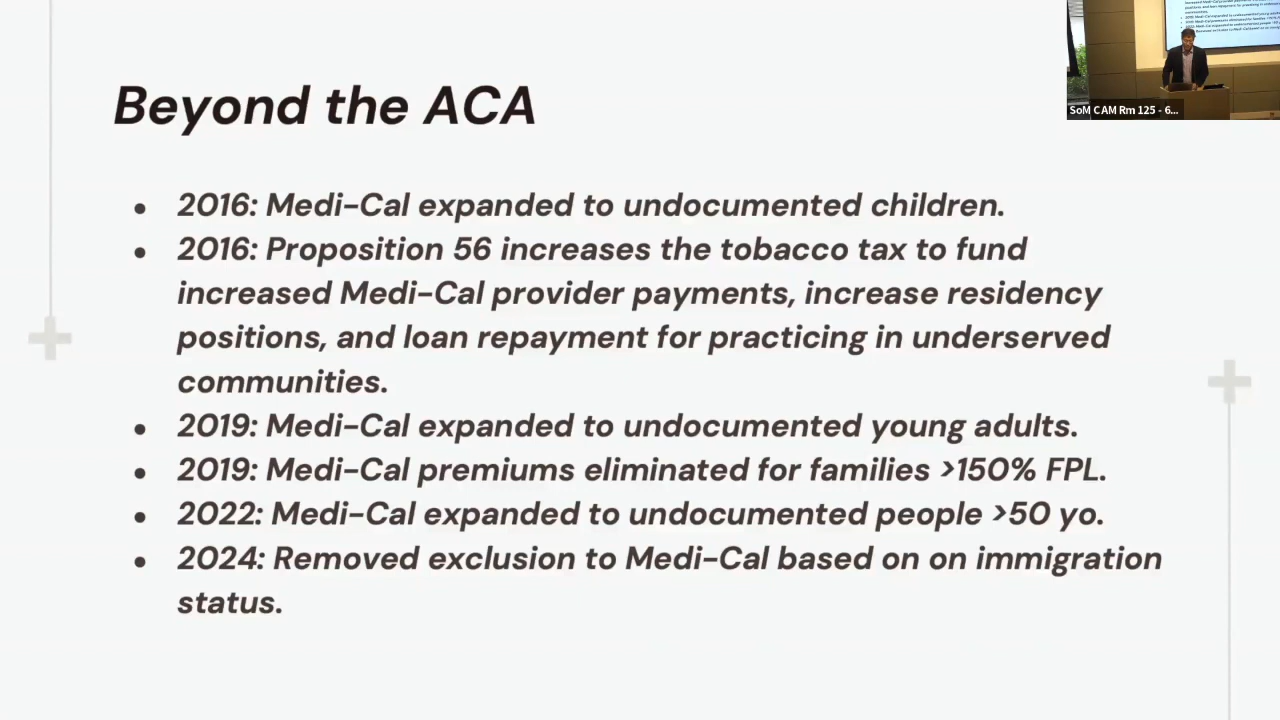 Beyond the ACA
• 2016: Medi-Cal expanded to undocumented children.
• 2016: Proposition 56 increases the tobacco tax to fund
increased Medi-Cal provider payments, increase residency
positions, and loan repayment for practicing in underserved
communities.
• 2019: Medi-Cal expanded to undocumented young adults.
• 2019: Medi-Cal premiums eliminated for families >150% FPL.
• 2022: Medi-Cal expanded to undocumented people >50 yo.
• 2024: Removed exclusion to Medi-Cal based on on immigration
status.
SoM CAM Rm 125 - 6...